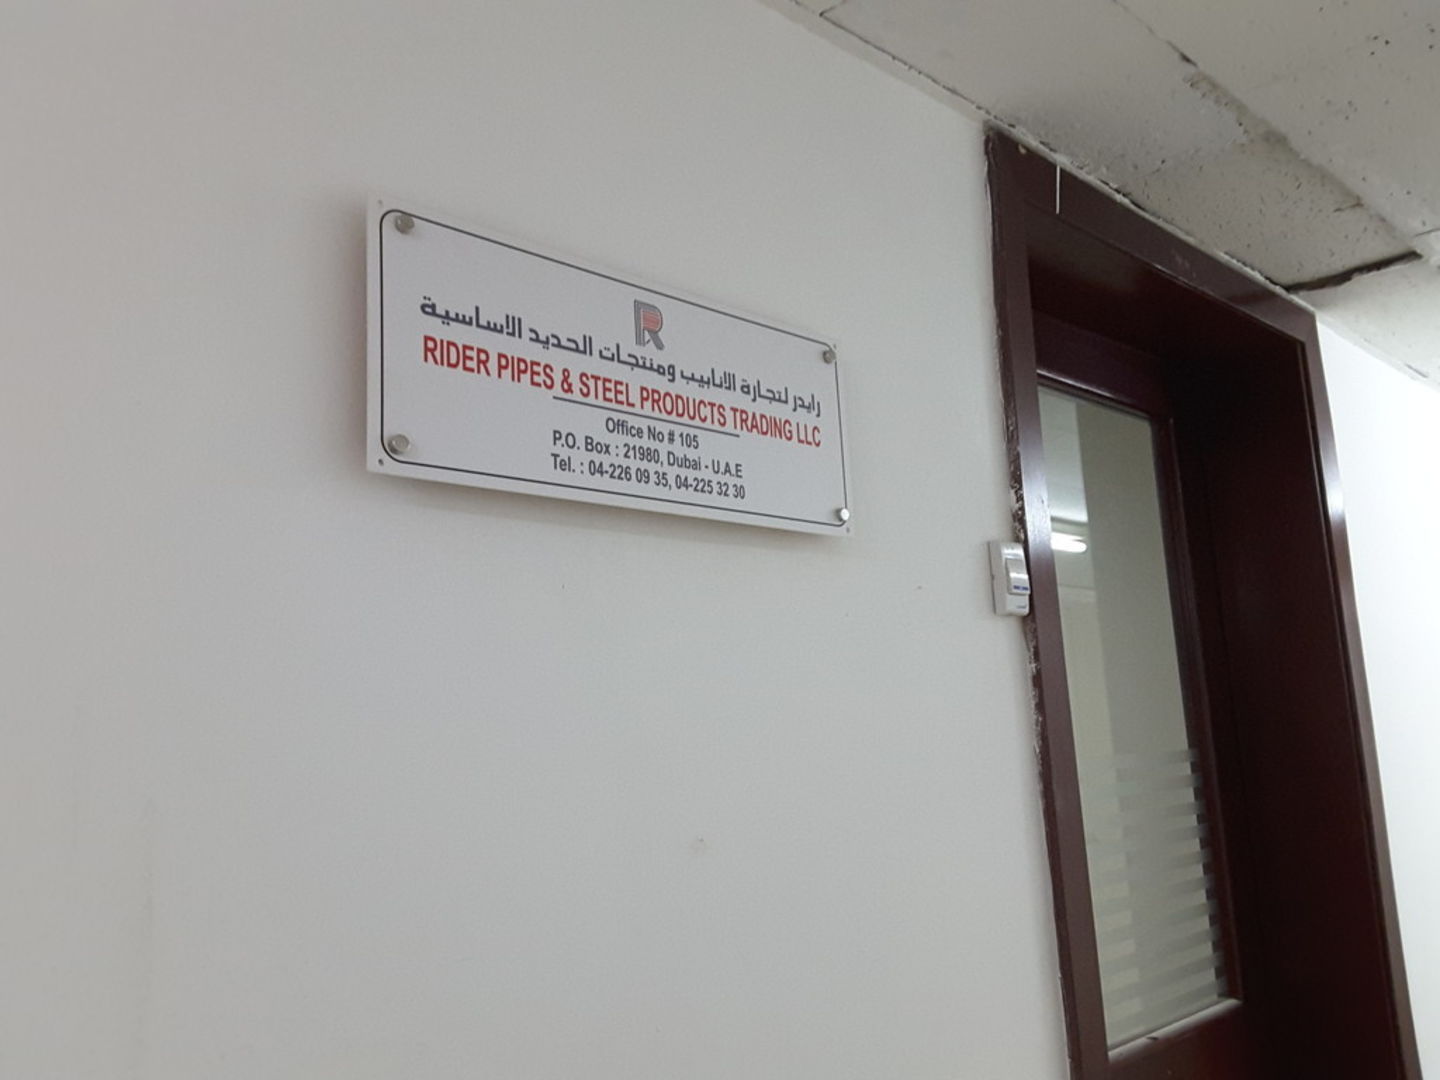 رايدر لتجارة الانابيب ومنتجات الحديد الاساسية
RIDER PIPES & STEEL PRODUCTS TRADING LLC
Office No # 105
P.O. Box : 21980, Dubai - U.A.E
Tel. : 04-226 09 35, 04-225 32 30